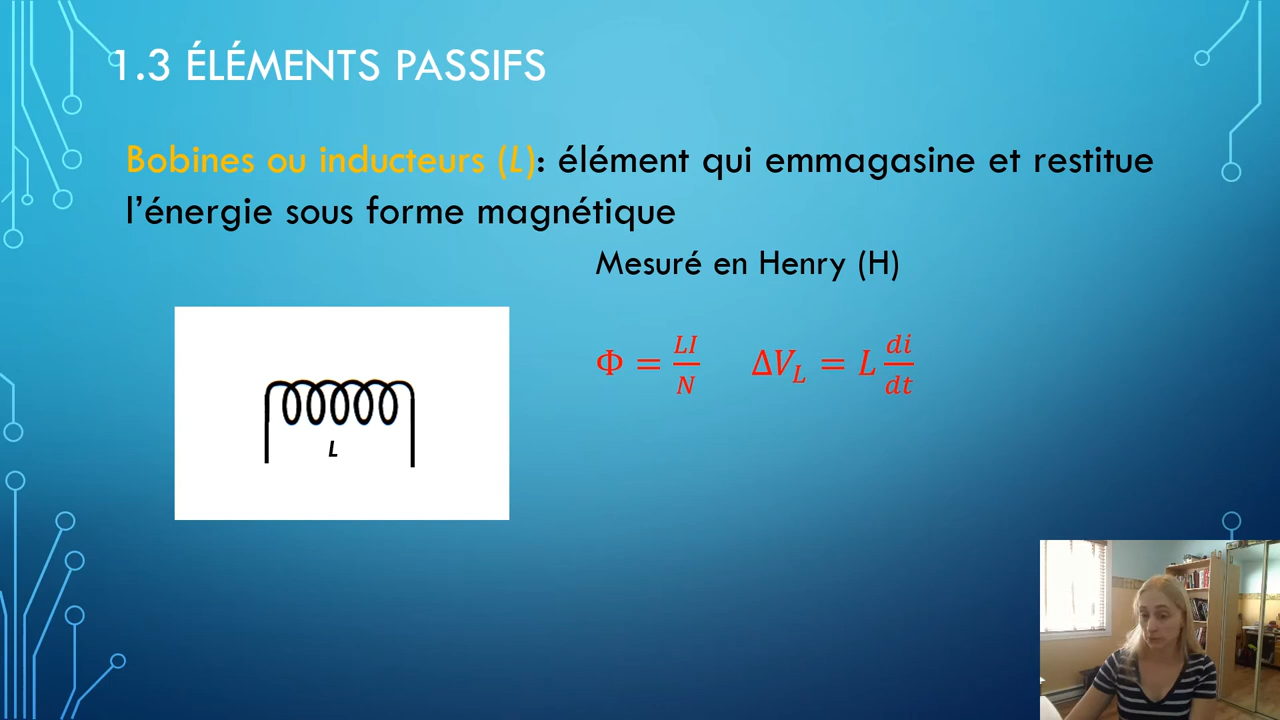 1.3 ÉLÉMENTS PASSIFS
Bobines ou inducteurs (L): élément qui emmagasine et restitue
l’énergie sous forme magnétique
Mesuré en Henry (H)
Φ = LI/N    ΔV_L = L di/dt
L